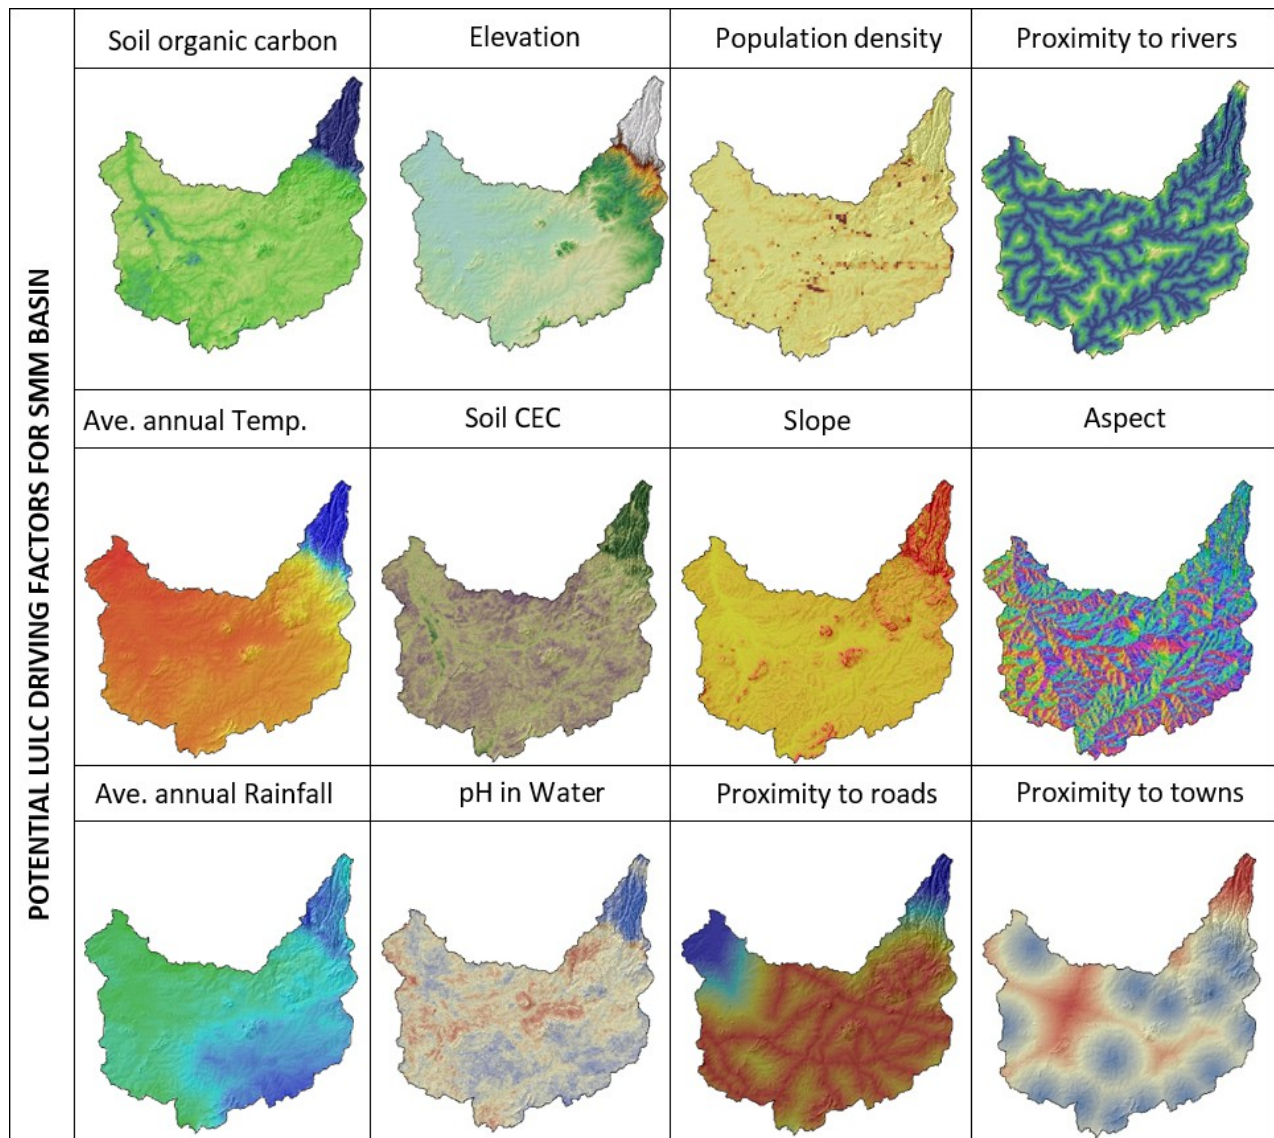 POTENTIAL LULC DRIVING FACTORS FOR SMM BASIN
Soil organic carbon
Elevation
Population density
Proximity to rivers
Ave. annual Temp.
Soil CEC
Slope
Aspect
Ave. annual Rainfall
pH in Water
Proximity to roads
Proximity to towns